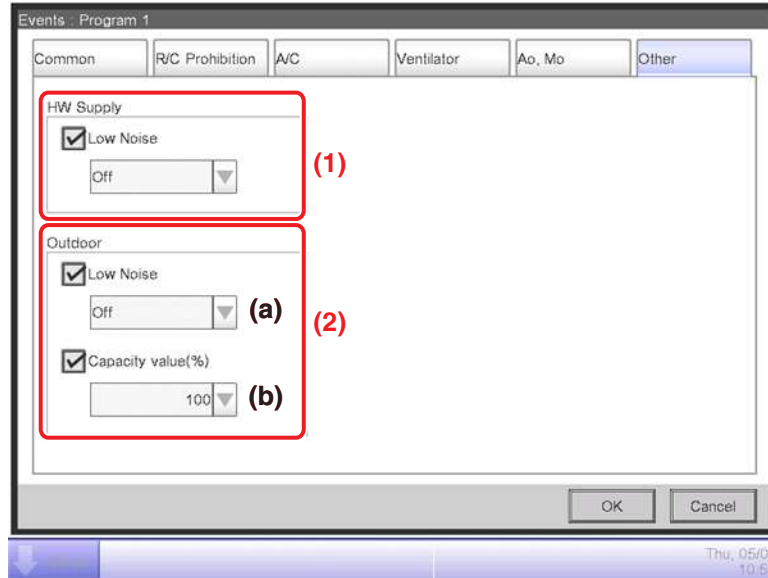 Events : Program 1
Common R/C Prohibition A/C Ventilator Ao, Mo Other
HW Supply
Low Noise
Off
(1)
Outdoor
Low Noise
Off (a)
(2)
Capacity value(%)
100 (b)
OK Cancel
Thu, 05/0
10:5